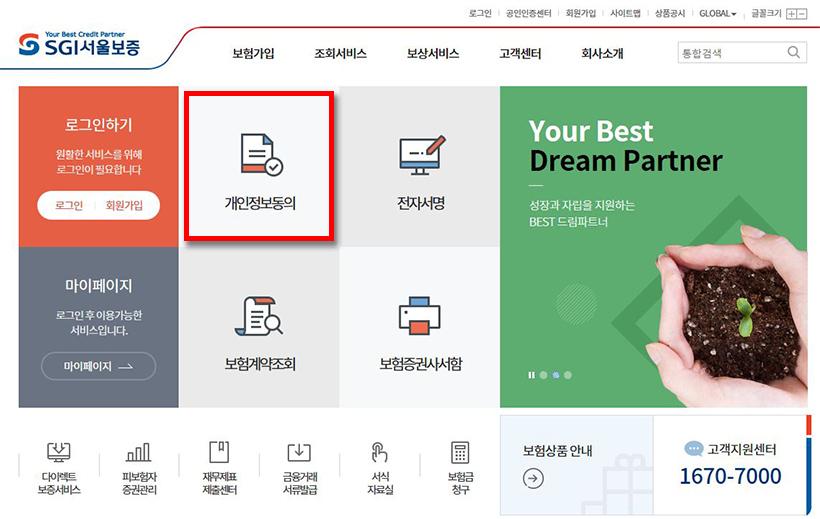 로그인 공인인증센터 회원가입 사이트맵 상품공시 GLOBAL 글꼴크기
Your Best Credit Partner
SGI서울보증
보험가입 조회서비스 보상서비스 고객센터 회사소개
통합검색
로그인하기
원활한 서비스를 위해
로그인이 필요합니다
로그인 회원가입
개인정보동의
전자서명
Your Best
Dream Partner
성장과 자립을 지원하는
BEST 드림파트너
마이페이지
로그인 후 이용가능한
서비스입니다.
마이페이지
보험계약조회
보험증권사서함
다이렉트
보증서비스
피보험자
증권관리
재무제표
제출센터
금융거래
서류발급
서식
자료실
보험금
청구
보험상품 안내
고객지원센터
1670-7000